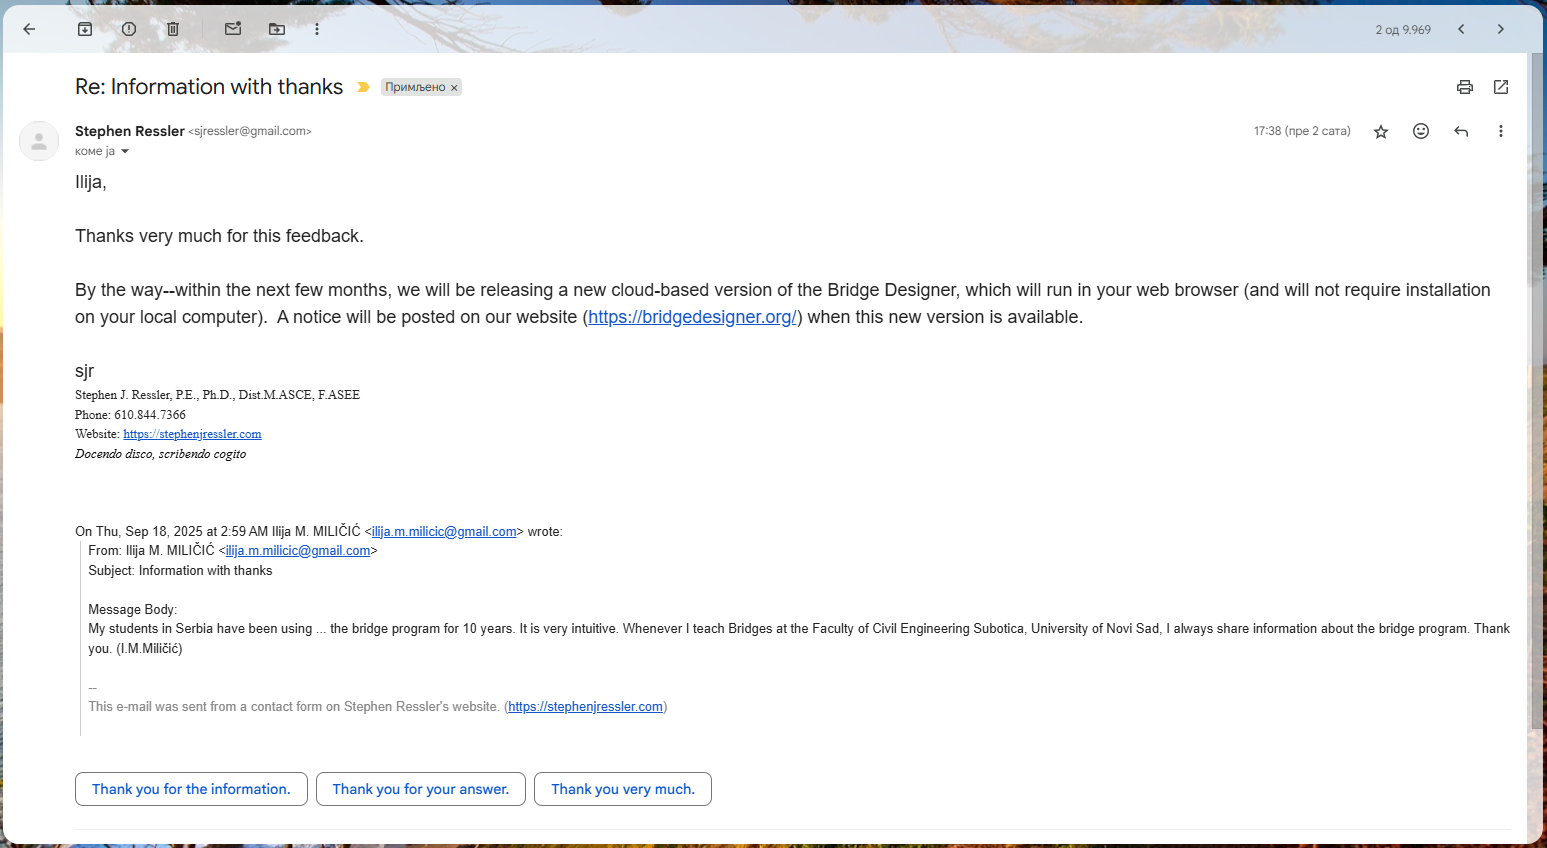 2 од 9.969
Re: Information with thanks
Примљено ×
Stephen Ressler <sjressler@gmail.com>
17:38 (пре 2 сата)
коме ја
Ilija,
Thanks very much for this feedback.
By the way--within the next few months, we will be releasing a new cloud-based version of the Bridge Designer, which will run in your web browser (and will not require installation
on your local computer).  A notice will be posted on our website (https://bridgedesigner.org/) when this new version is available.
sjr
Stephen J. Ressler, P.E., Ph.D., Dist.M.ASCE, F.ASEE
Phone: 610.844.7366
Website: https://stephenjressler.com
Docendo disco, scribendo cogito
On Thu, Sep 18, 2025 at 2:59 AM Ilija M. MILIČIĆ <ilija.m.milicic@gmail.com> wrote:
From: Ilija M. MILIČIĆ <ilija.m.milicic@gmail.com>
Subject: Information with thanks
Message Body:
My students in Serbia have been using ... the bridge program for 10 years. It is very intuitive. Whenever I teach Bridges at the Faculty of Civil Engineering Subotica, University of Novi Sad, I always share information about the bridge program. Thank
you. (I.M.Miličić)
--
This e-mail was sent from a contact form on Stephen Ressler's website. (https://stephenjressler.com)
Thank you for the information.
Thank you for your answer.
Thank you very much.